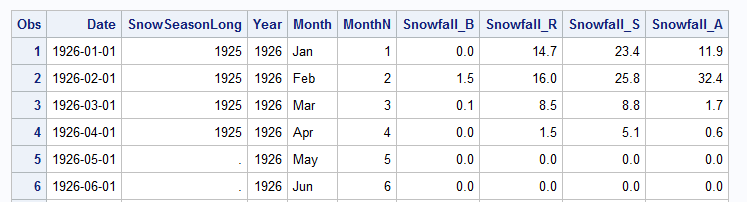 Obs Date SnowSeasonLong Year Month MonthN Snowfall_B Snowfall_R Snowfall_S Snowfall_A
1 1926-01-01 1925 1926 Jan 1 0.0 14.7 23.4 11.9
2 1926-02-01 1925 1926 Feb 2 1.5 16.0 25.8 32.4
3 1926-03-01 1925 1926 Mar 3 0.1 8.5 8.8 1.7
4 1926-04-01 1925 1926 Apr 4 0.0 1.5 5.1 0.6
5 1926-05-01 . 1926 May 5 0.0 0.0 0.0 0.0
6 1926-06-01 . 1926 Jun 6 0.0 0.0 0.0 0.0